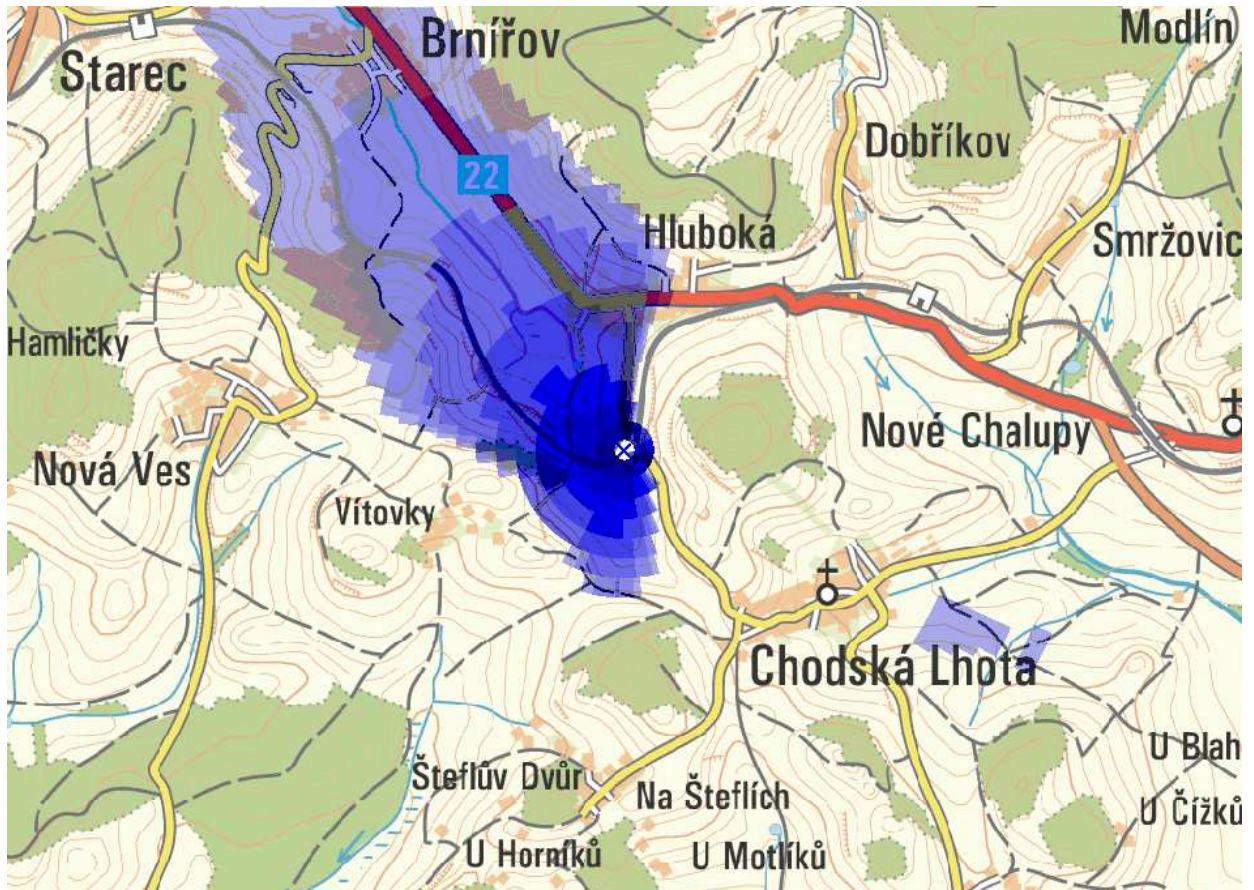 Modlín
Brnířov
Starec
Dobříkov
22
Hluboká
Smržovic
Hamličky
Nové Chalupy
Nová Ves
Vítovky
Chodská Lhota
U Blah
Šteflův Dvůr
Na Šteflích
U Čížků
U Horníků
U Motlíků